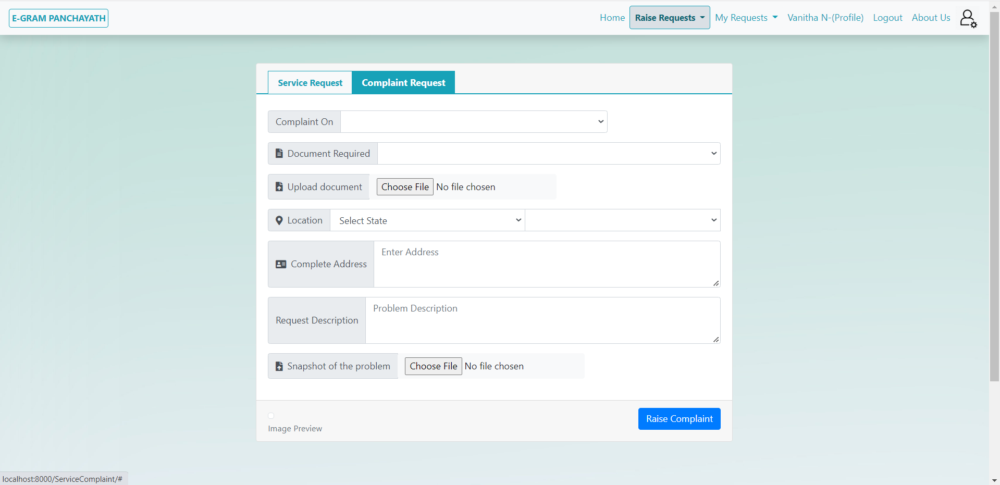 E-GRAM PANCHAYATH
Home Raise Requests My Requests Vanitha N-(Profile) Logout About Us
Service Request Complaint Request
Complaint On
Document Required
Upload document Choose File No file chosen
Location Select State
Complete Address Enter Address
Request Description Problem Description
Snapshot of the problem Choose File No file chosen
Image Preview
Raise Complaint
localhost:8000/ServiceComplaint/#